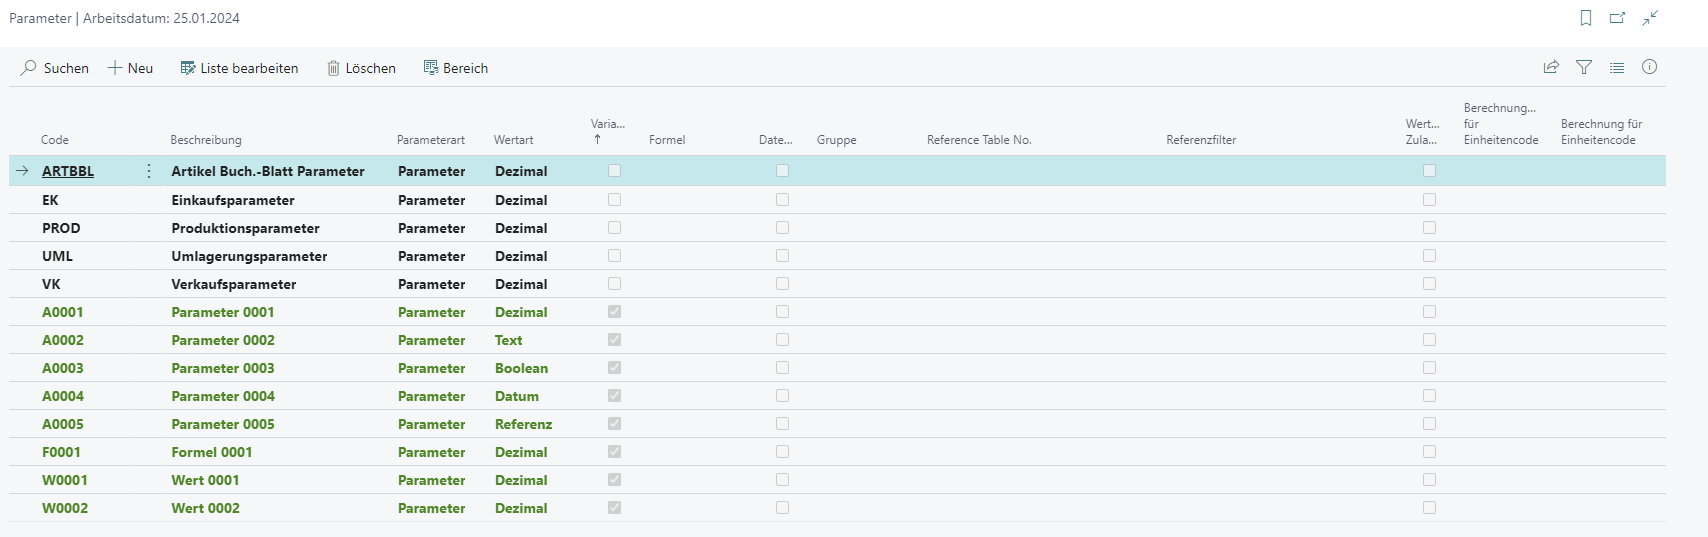 Parameter | Arbeitsdatum: 25.01.2024
Suchen Neu Liste bearbeiten Löschen Bereich
Code Beschreibung Parameterart Wertart Varia... Formel Date... Gruppe Reference Table No. Referenzfilter Wert... Zula... Berechnung... für Einheitencode Berechnung für Einheitencode
ARTBBL Artikel Buch.-Blatt Parameter Parameter Dezimal
EK Einkaufsparameter Parameter Dezimal
PROD Produktionsparameter Parameter Dezimal
UML Umlagerungsparameter Parameter Dezimal
VK Verkaufsparameter Parameter Dezimal
A0001 Parameter 0001 Parameter Dezimal
A0002 Parameter 0002 Parameter Text
A0003 Parameter 0003 Parameter Boolean
A0004 Parameter 0004 Parameter Datum
A0005 Parameter 0005 Parameter Referenz
F0001 Formel 0001 Parameter Dezimal
W0001 Wert 0001 Parameter Dezimal
W0002 Wert 0002 Parameter Dezimal